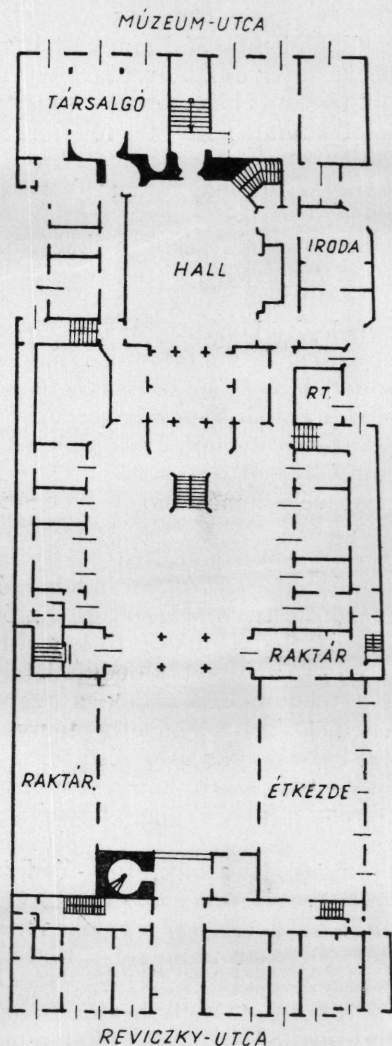 MÚZEUM-UTCA
TÁRSALGÓ
IRODA
HALL
RT.
RAKTÁR
RAKTÁR.
ÉTKEZDE
REVICZKY-UTCA